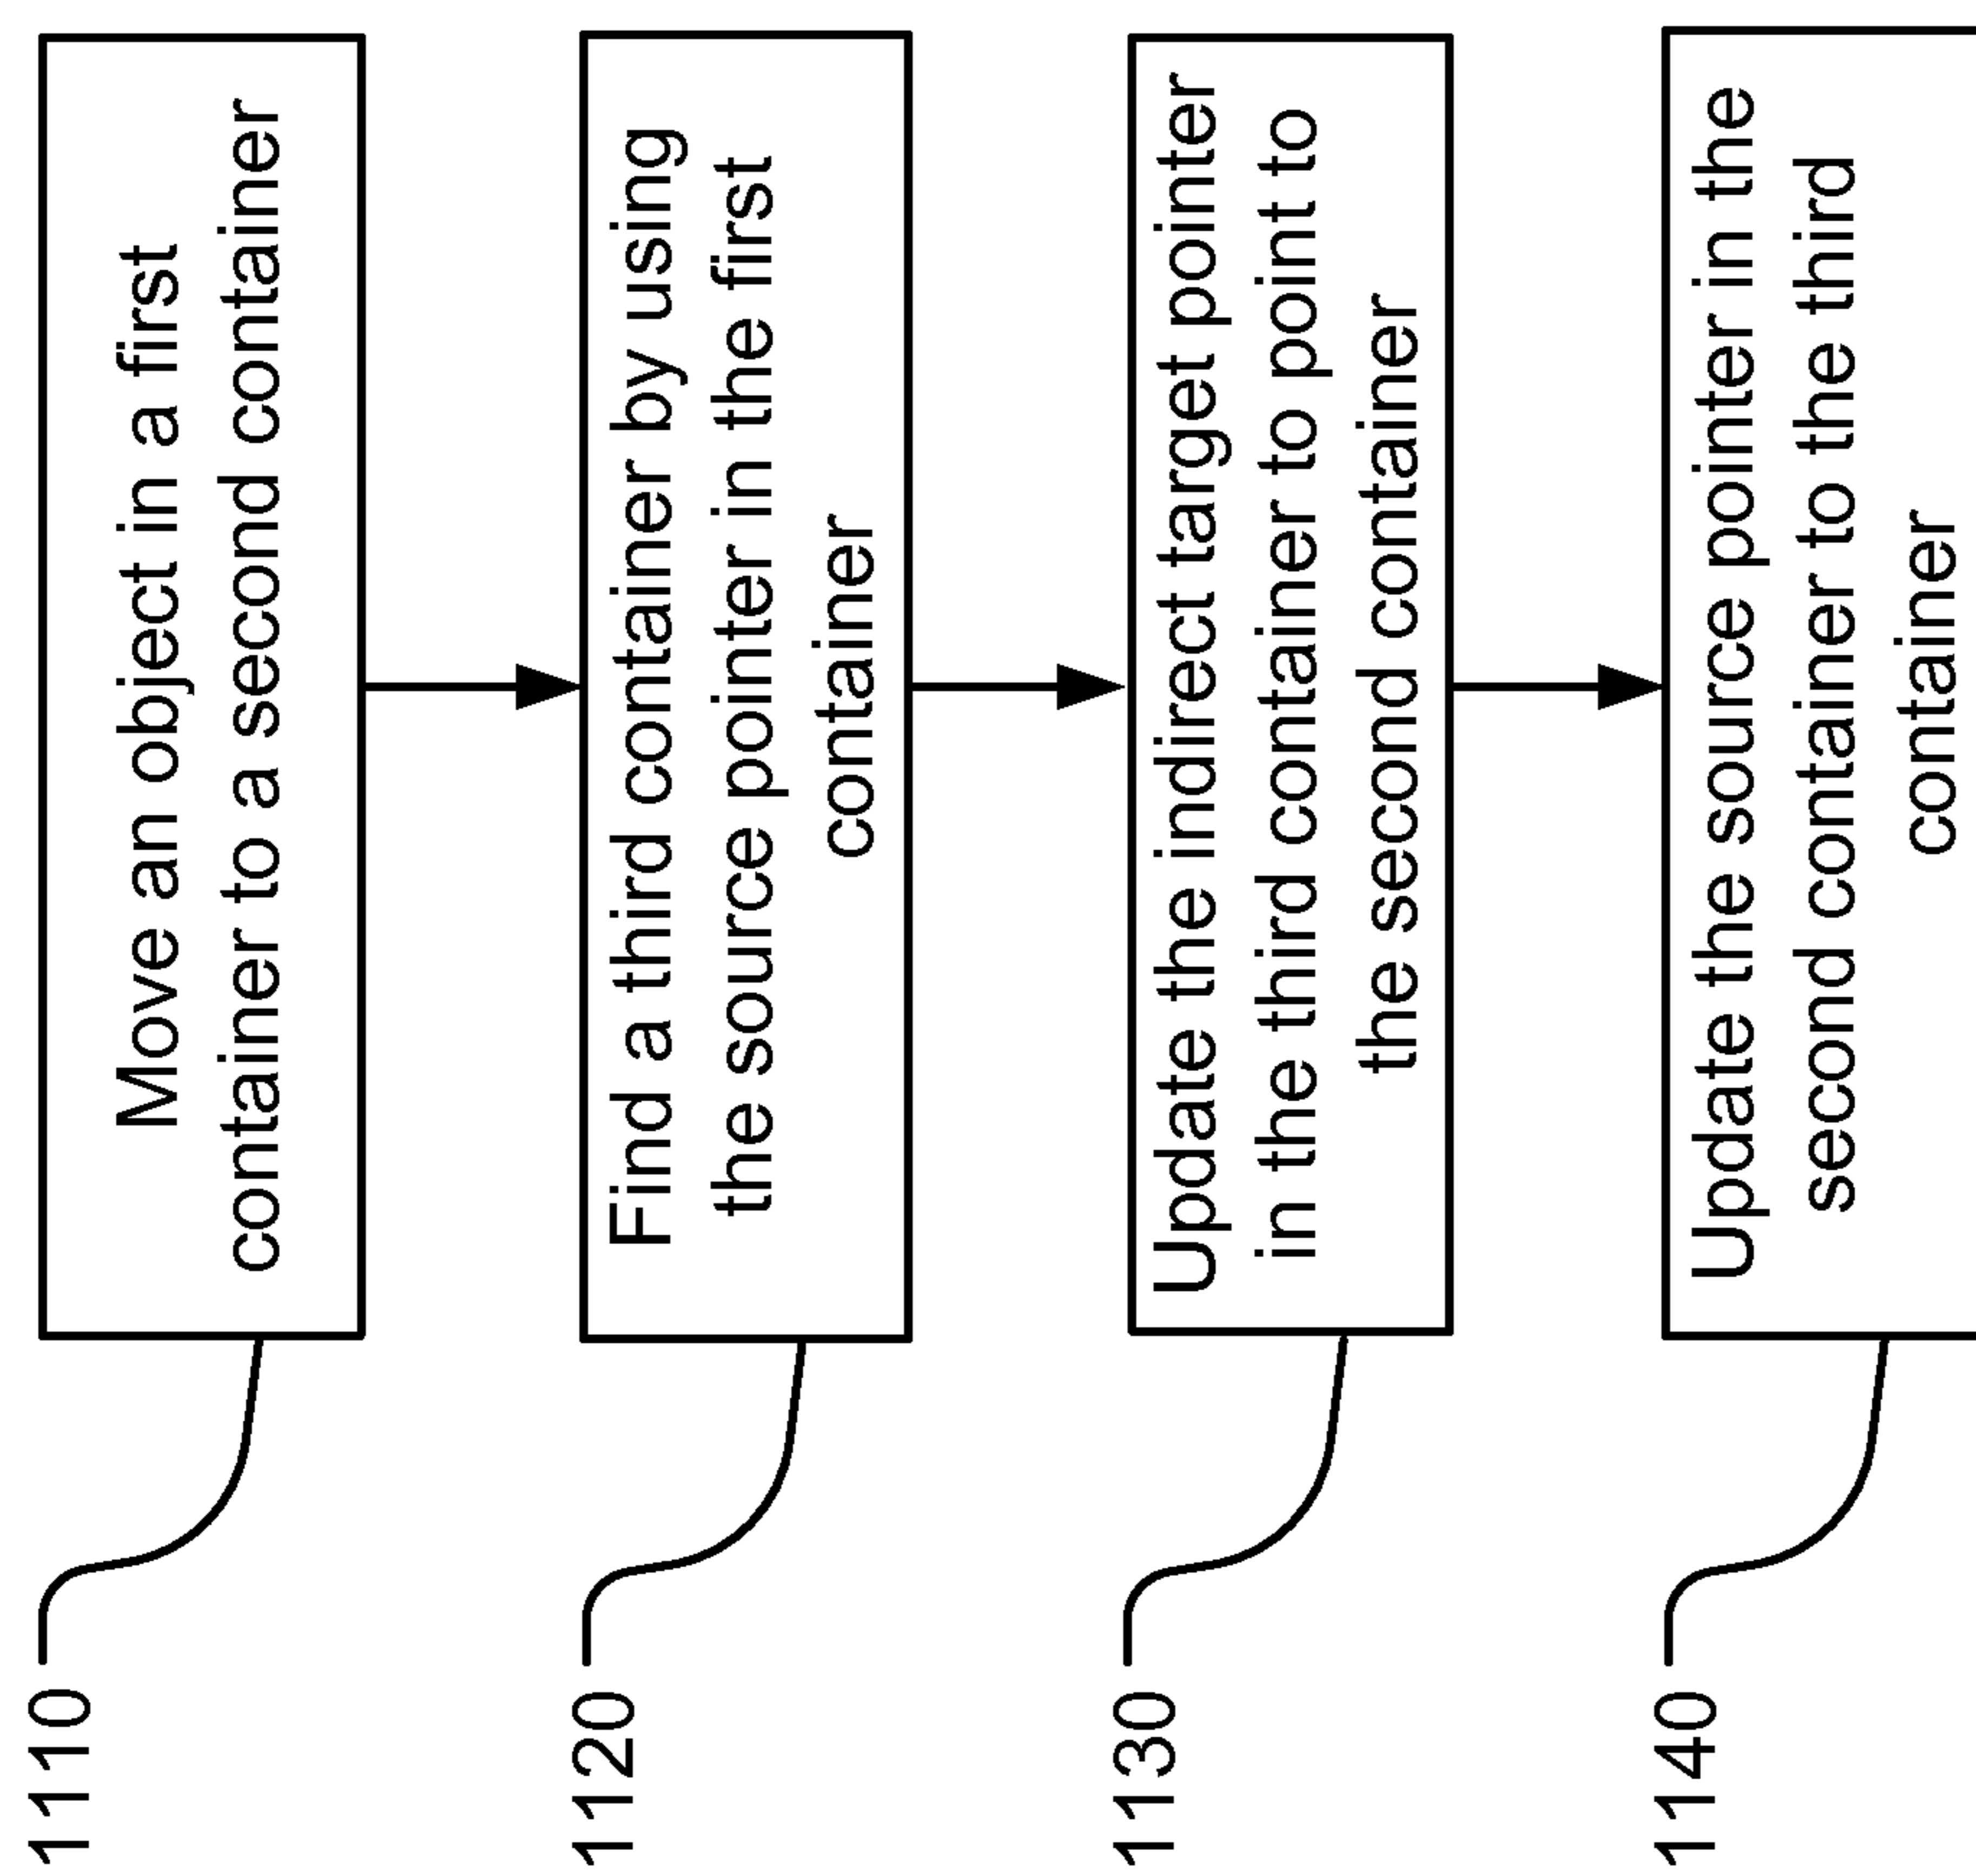 1110
Move an object in a first
container to a second container
1120
Find a third container by using
the source pointer in the first
container
1130
Update the indirect target pointer
in the third container to point to
the second container
1140
Update the source pointer in the
second container to the third
container